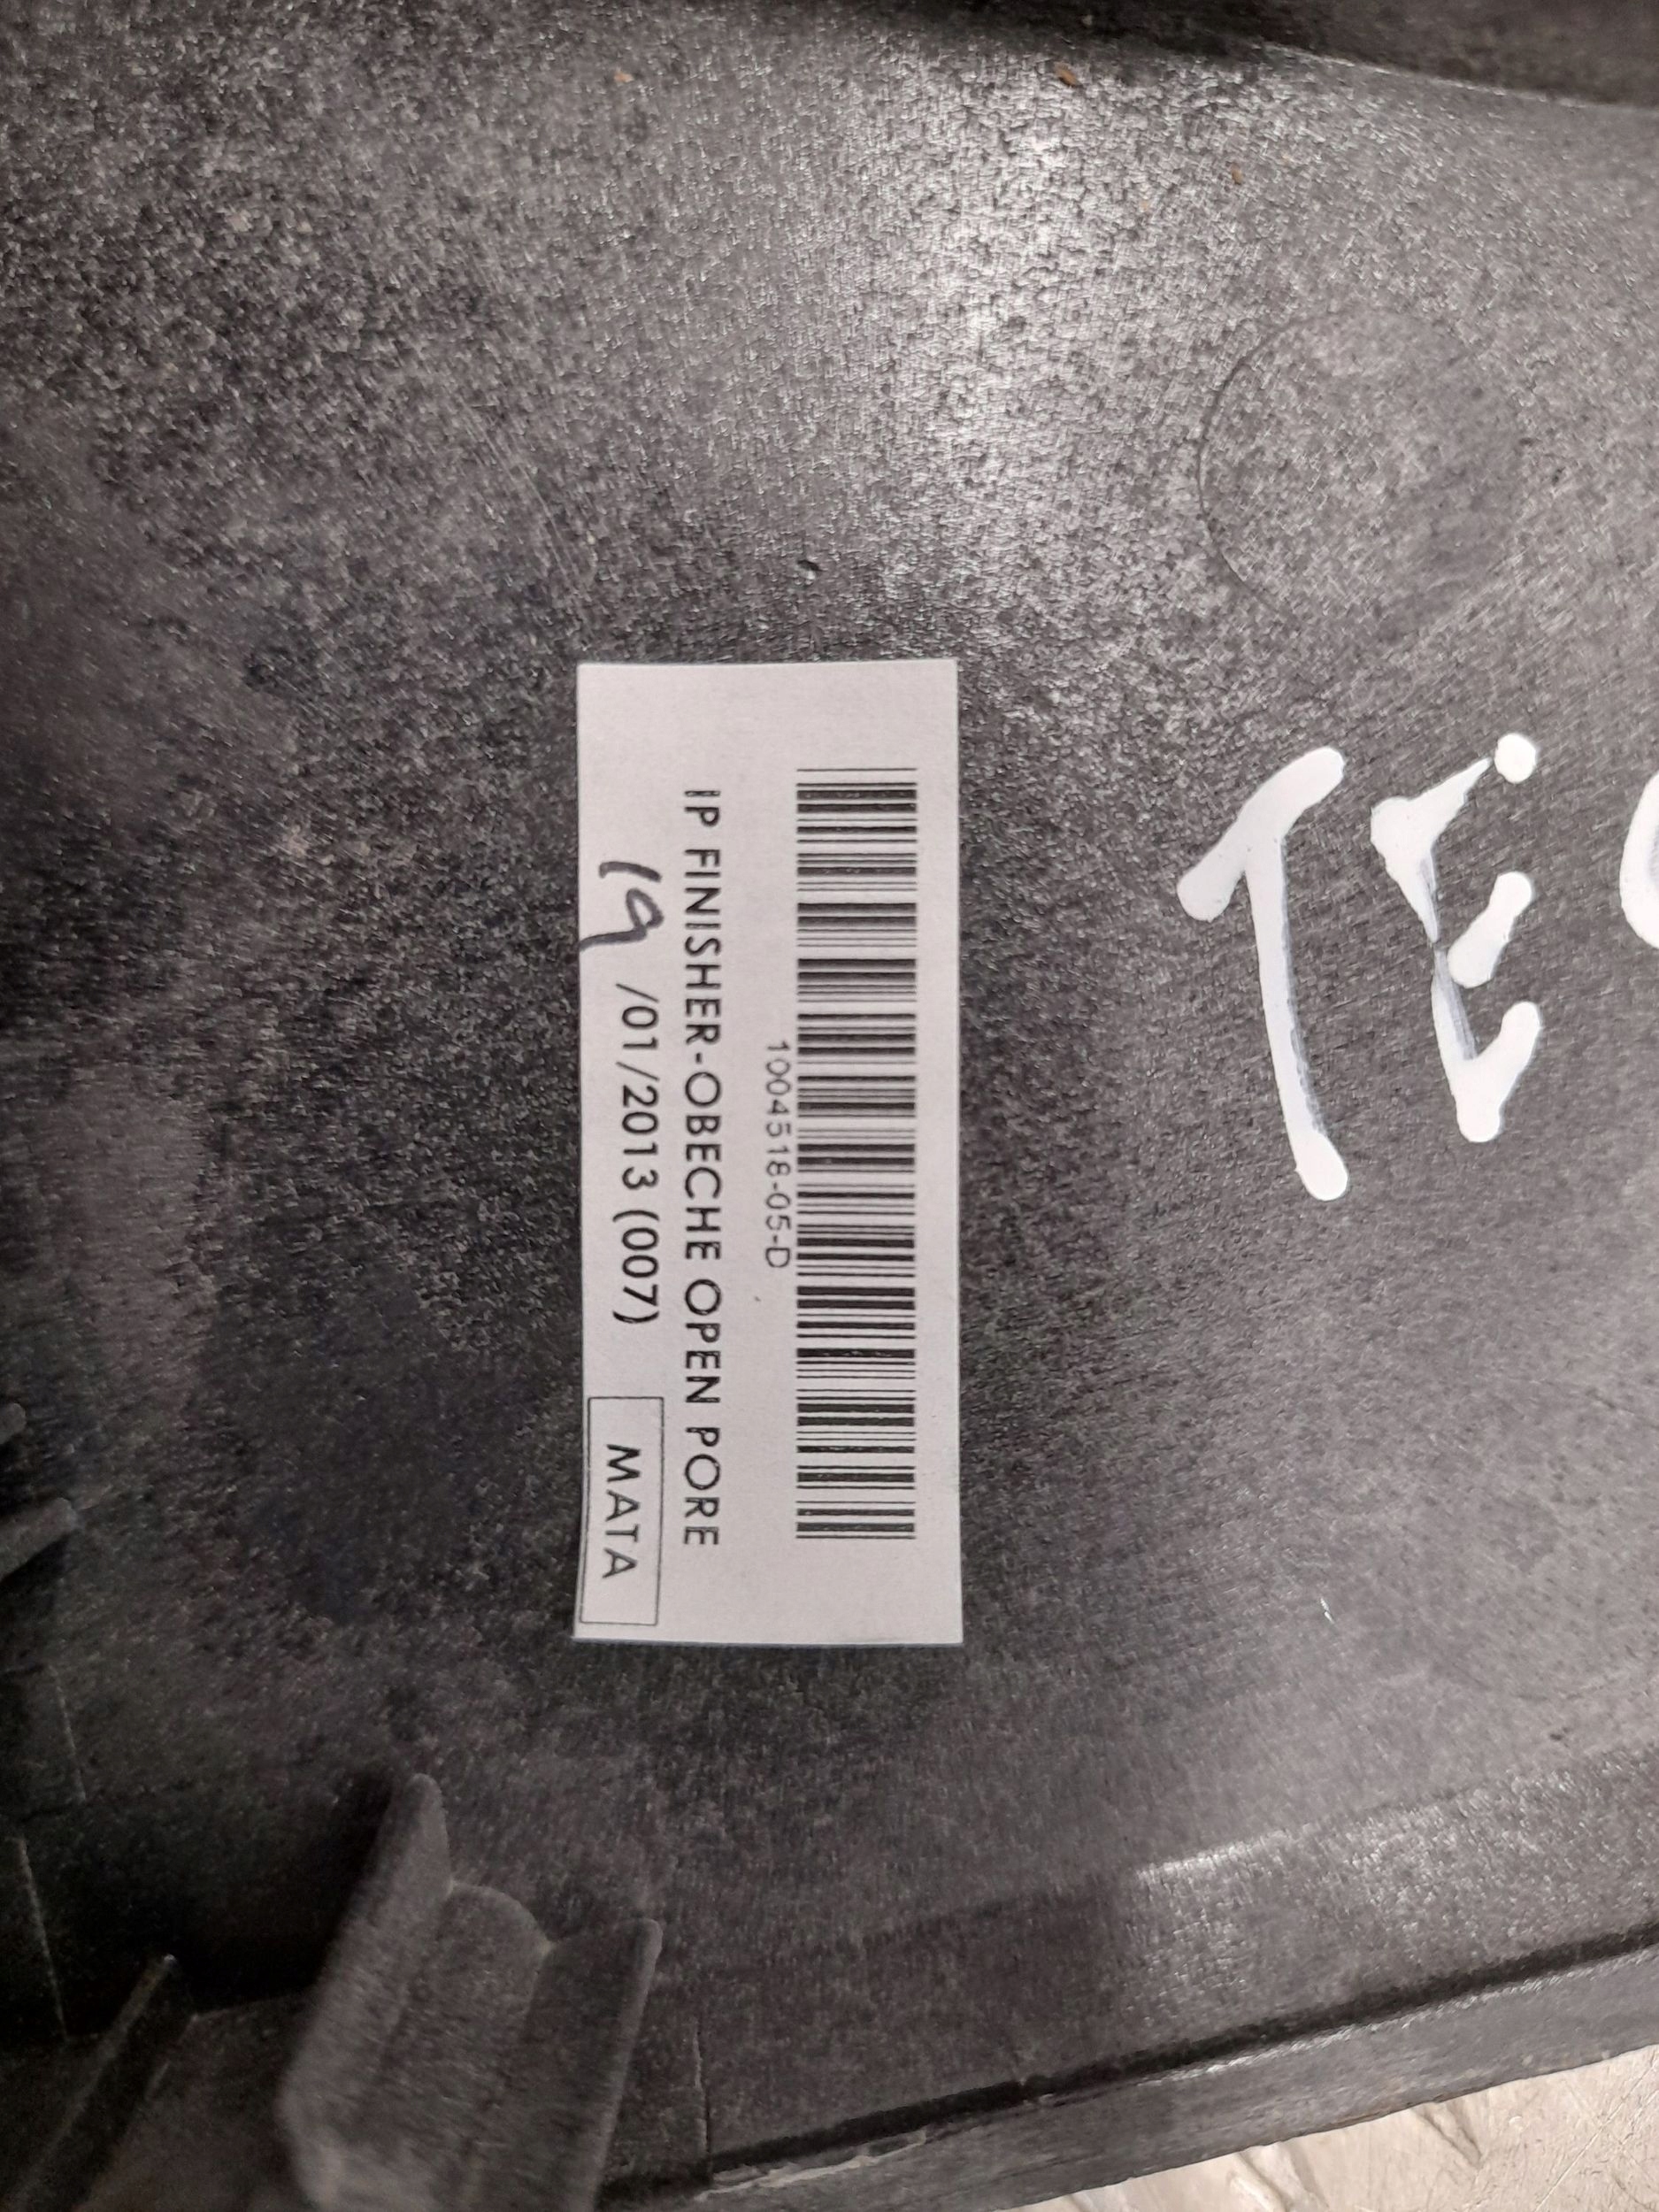 1004518-05-D
IP FINISHER-OBECHE OPEN PORE
19 /01/2013 (007)
MATA
TE